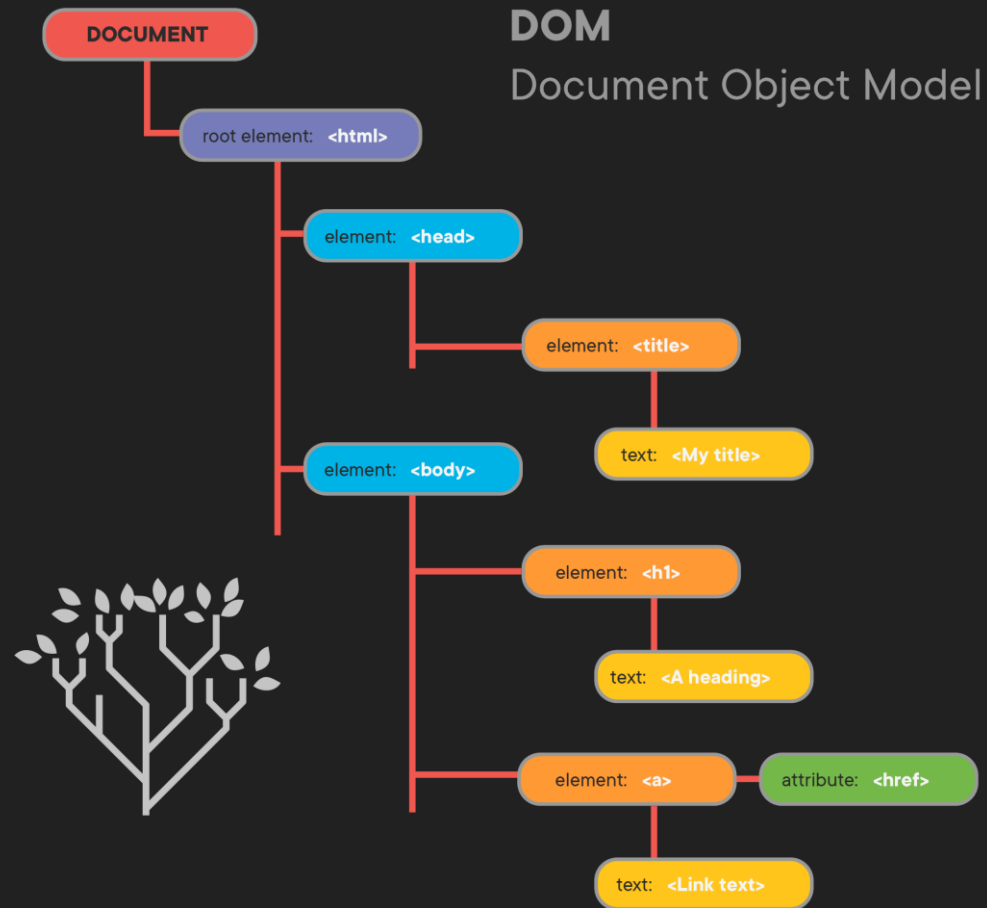 DOCUMENT
DOM
Document Object Model
root element: <html>
element: <head>
element: <title>
text: <My title>
element: <body>
element: <h1>
text: <A heading>
element: <a>
attribute: <href>
text: <Link text>